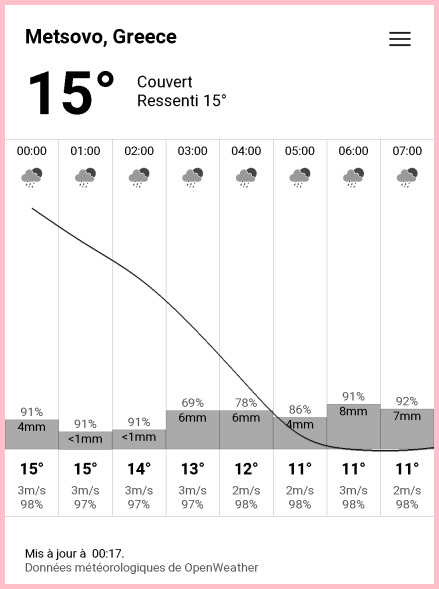 Metsovo, Greece
15°
Couvert
Ressenti 15°
00:00 01:00 02:00 03:00 04:00 05:00 06:00 07:00
91% 91% 91% 69% 78% 86% 91% 92%
4mm <1mm <1mm 6mm 6mm 4mm 8mm 7mm
15° 15° 14° 13° 12° 11° 11° 11°
3m/s 3m/s 3m/s 3m/s 2m/s 2m/s 3m/s 2m/s
98% 97% 97% 97% 98% 98% 98% 98%
Mis à jour à 00:17.
Données météorologiques de OpenWeather